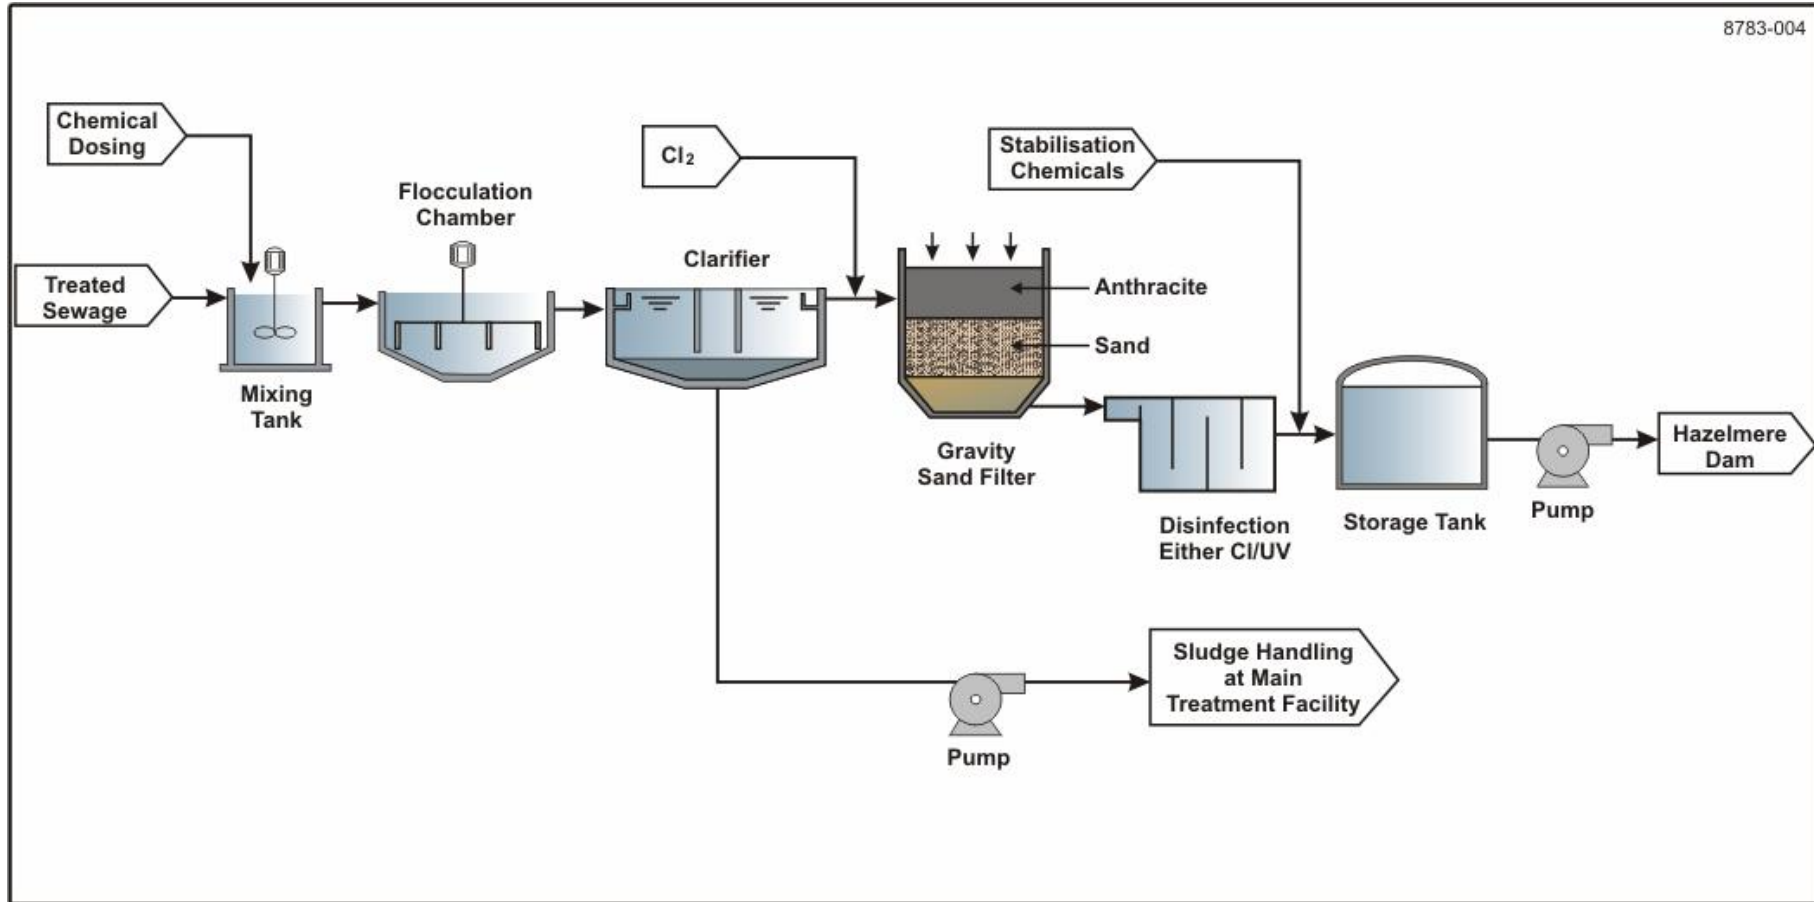 8783-004
Chemical
Dosing
Treated
Sewage
Mixing
Tank
Flocculation
Chamber
Clarifier
Cl₂
Anthracite
Sand
Gravity
Sand Filter
Stabilisation
Chemicals
Disinfection
Either Cl/UV
Storage Tank
Pump
Hazelmere
Dam
Pump
Sludge Handling
at Main
Treatment Facility